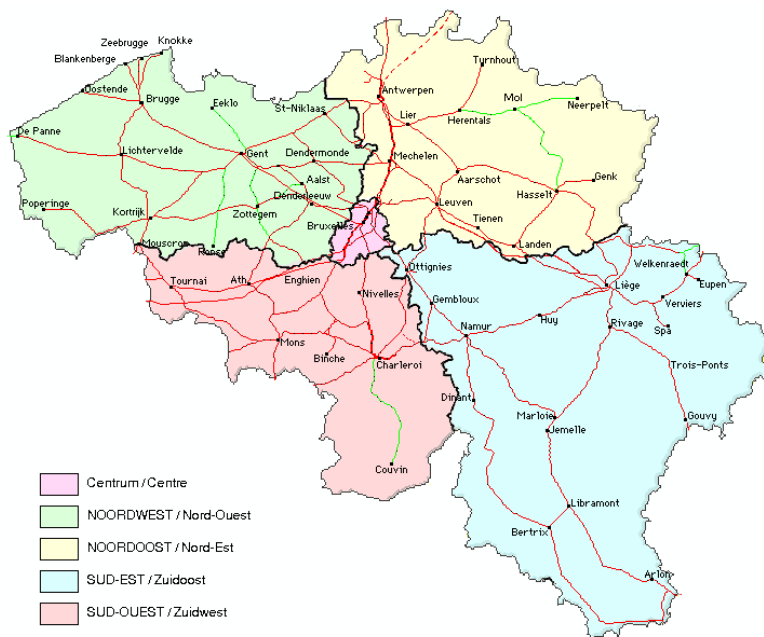 Knokke
Zeebrugge
Blankenberge
Oostende
Brugge
Eeklo
St-Niklaas
De Panne
Lichtervelde
Gent
Dendermonde
Aalst
Denderleeuw
Poperinge
Kortrijk
Zottegem
Bruxelles
Mouscron
Ronse
Turnhout
Antwerpen
Mol
Neerpelt
Lier
Herentals
Mechelen
Aarschot
Genk
Hasselt
Leuven
Tienen
Landen
Ottignies
Welkenraedt
Eupen
Liège
Gembloux
Verviers
Huy
Spa
Rivage
Namur
Trois-Ponts
Dinant
Marloie
Jemelle
Gouvy
Libramont
Bertrix
Arlon
Tournai
Ath
Enghien
Nivelles
Mons
Binche
Charleroi
Couvin
Centrum / Centre
NOORDWEST / Nord-Ouest
NOORDOOST / Nord-Est
SUD-EST / Zuidoost
SUD-OUEST / Zuidwest